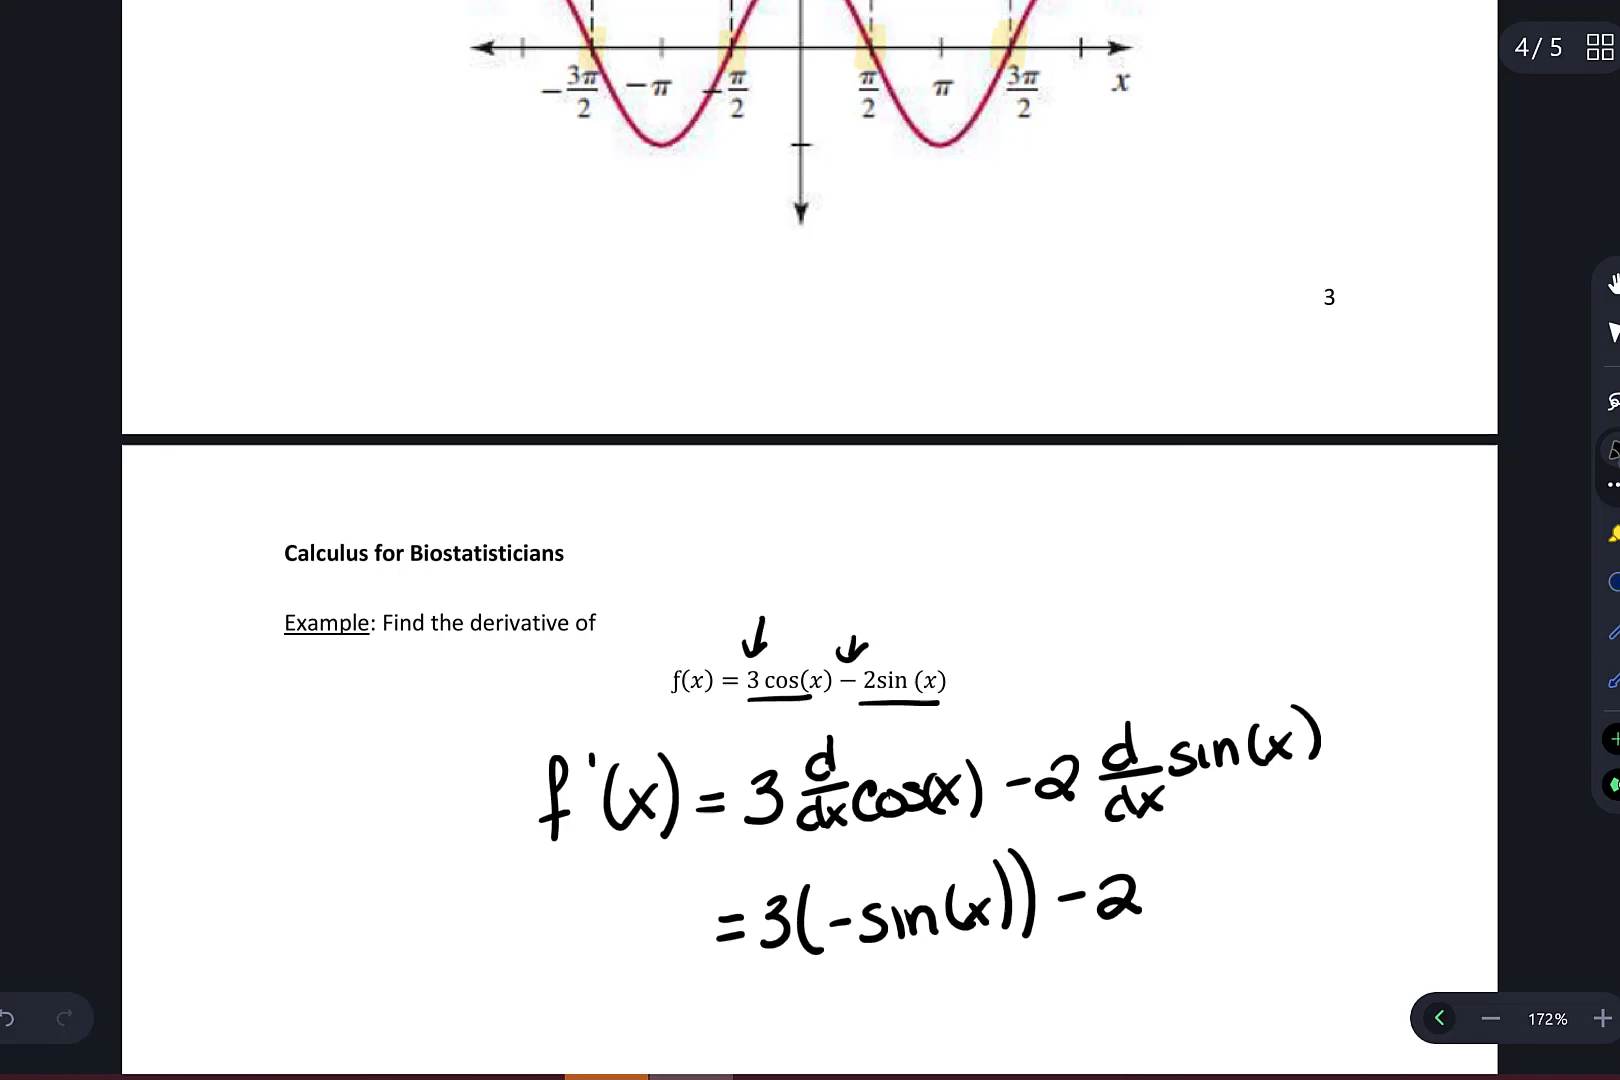 4/ 5
−3π/2 −π −π/2 π/2 π 3π/2 x
3
Calculus for Biostatisticians
Example: Find the derivative of
f(x) = 3 cos(x) − 2sin (x)
f'(x) = 3 d/dx cos(x) - 2 d/dx sin(x)
= 3(-sin(x)) - 2
172%